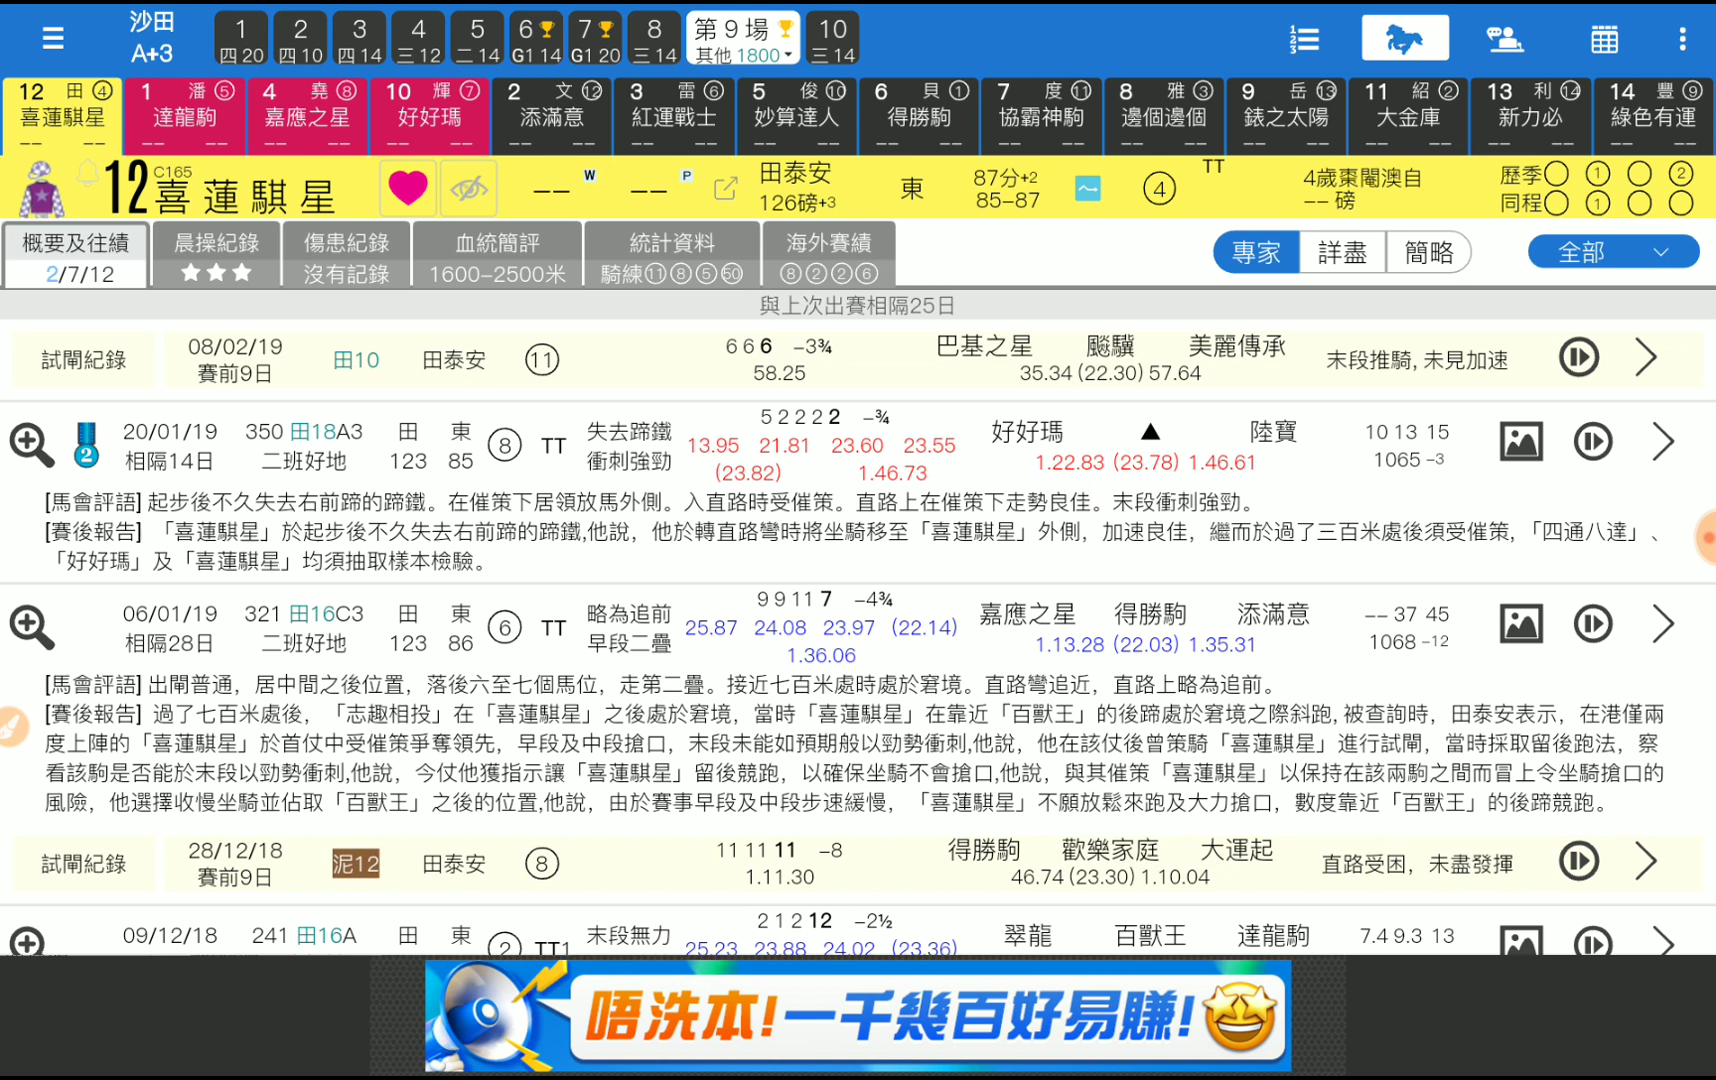 沙田
A+3
1 四 20
2 四 10
3 四 14
4 三 12
5 二 14
6 G1 14
7 G1 20
8 三 14
第 9 場 其他 1800
10 三 14
12 田 ④ 喜蓮騏星 -- --
1 潘 ⑤ 達龍駒 -- --
4 堯 ⑧ 嘉應之星 -- --
10 輝 ⑦ 好好瑪 -- --
2 文 ⑫ 添滿意 -- --
3 雷 ⑥ 紅運戰士 -- --
5 俊 ⑩ 妙算達人 -- --
6 貝 ① 得勝駒 -- --
7 度 ⑪ 協霸神駒 -- --
8 雅 ③ 邊個邊個 -- --
9 岳 ⑬ 錶之太陽 -- --
11 紹 ② 大金庫 -- --
13 利 ⑭ 新力必 -- --
14 豐 ⑨ 綠色有運 -- --
12 C165 喜蓮騏星
-- W -- P
田泰安
126磅+3
東
87分+2
85-87
④
TT
4歲棗閹澳自
-- 磅
歷季 ① ②
同程 ①
概要及往績
2/7/12
晨操紀錄
★★★
傷患紀錄
沒有記錄
血統簡評
1600-2500米
統計資料
騎練⑪⑧⑤㊿
海外賽績
⑧②②⑥
專家 詳盡 簡略
全部
與上次出賽相隔25日
試閘紀錄 08/02/19 賽前9日 田10 田泰安 ⑪ 6 6 6 -3¾ 58.25 巴基之星 飈驥 美麗傳承 35.34 (22.30) 57.64 末段推騎, 未見加速
2 20/01/19 350 田18A3 田 東 ⑧ TT 失去蹄鐵 5 2 2 2 2 -¾ 好好瑪 ▲ 陸寶 10 13 15
相隔14日 二班好地 123 85 衝刺強勁 13.95 21.81 23.60 23.55 1.22.83 (23.78) 1.46.61 1065 -3
(23.82) 1.46.73
[馬會評語] 起步後不久失去右前蹄的蹄鐵。在催策下居領放馬外側。入直路時受催策。直路上在催策下走勢良佳。末段衝刺強勁。
[賽後報告] 「喜蓮騏星」於起步後不久失去右前蹄的蹄鐵,他說，他於轉直路彎時將坐騎移至「喜蓮騏星」外側，加速良佳，繼而於過了三百米處後須受催策,「四通八達」、
「好好瑪」及「喜蓮騏星」均須抽取樣本檢驗。
06/01/19 321 田16C3 田 東 ⑥ TT 略為追前 9 9 11 7 -4¾ 嘉應之星 得勝駒 添滿意 -- 37 45
相隔28日 二班好地 123 86 早段二疊 25.87 24.08 23.97 (22.14) 1.13.28 (22.03) 1.35.31 1068 -12
1.36.06
[馬會評語] 出閘普通，居中間之後位置，落後六至七個馬位，走第二疊。接近七百米處時處於窘境。直路彎追近，直路上略為追前。
[賽後報告] 過了七百米處後，「志趣相投」在「喜蓮騏星」之後處於窘境，當時「喜蓮騏星」在靠近「百獸王」的後蹄處於窘境之際斜跑, 被查詢時，田泰安表示，在港僅兩
度上陣的「喜蓮騏星」於首仗中受催策爭奪領先，早段及中段搶口，末段未能如預期般以勁勢衝刺,他說，他在該仗後曾策騎「喜蓮騏星」進行試閘，當時採取留後跑法，察
看該駒是否能於末段以勁勢衝刺,他說，今仗他獲指示讓「喜蓮騏星」留後競跑，以確保坐騎不會搶口,他說，與其催策「喜蓮騏星」以保持在該兩駒之間而冒上令坐騎搶口的
風險，他選擇收慢坐騎並佔取「百獸王」之後的位置,他說，由於賽事早段及中段步速緩慢，「喜蓮騏星」不願放鬆來跑及大力搶口，數度靠近「百獸王」的後蹄競跑。
試閘紀錄 28/12/18 賽前9日 泥12 田泰安 ⑧ 11 11 11 -8 1.11.30 得勝駒 歡樂家庭 大運起 46.74 (23.30) 1.10.04 直路受困，未盡發揮
09/12/18 241 田16A 田 東 ② TT1 末段無力 2 1 2 12 -2½ 翠龍 百獸王 達龍駒 7.4 9.3 13
25.23 23.88 24.02 (23.36)
唔洗本!一千幾百好易賺!